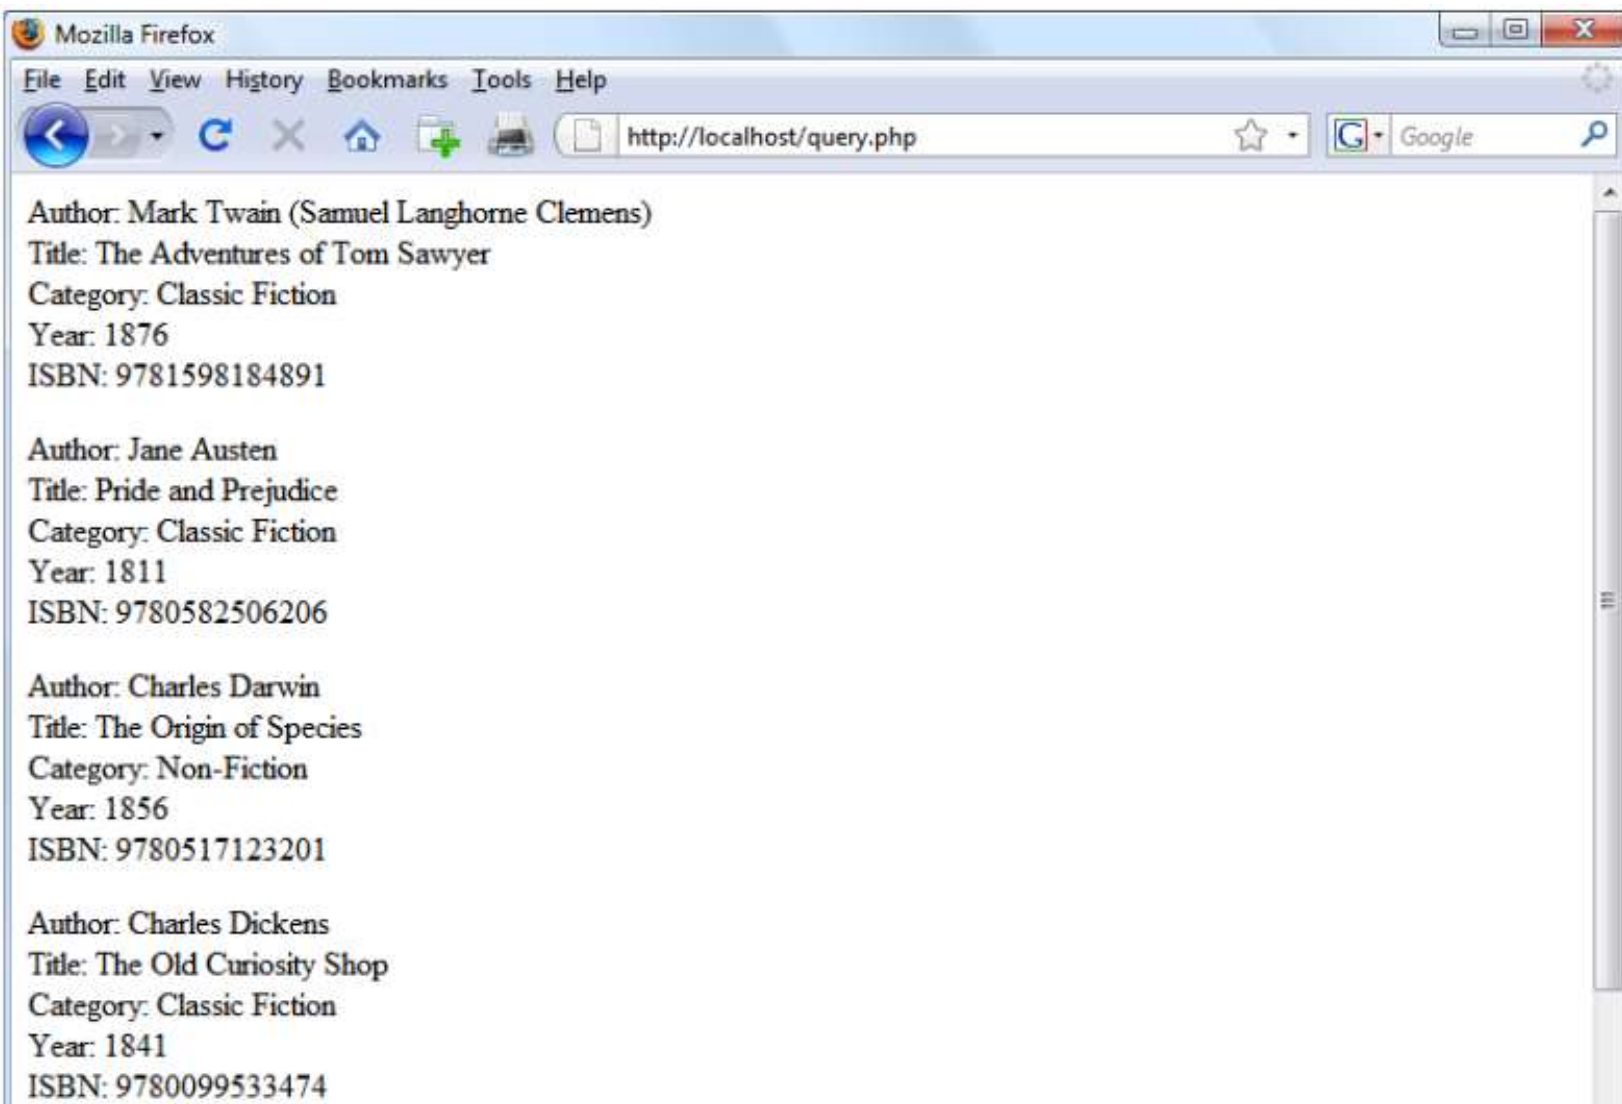 Mozilla Firefox
File Edit View History Bookmarks Tools Help
http://localhost/query.php
G Google
Author: Mark Twain (Samuel Langhorne Clemens)
Title: The Adventures of Tom Sawyer
Category: Classic Fiction
Year: 1876
ISBN: 9781598184891
Author: Jane Austen
Title: Pride and Prejudice
Category: Classic Fiction
Year: 1811
ISBN: 9780582506206
Author: Charles Darwin
Title: The Origin of Species
Category: Non-Fiction
Year: 1856
ISBN: 9780517123201
Author: Charles Dickens
Title: The Old Curiosity Shop
Category: Classic Fiction
Year: 1841
ISBN: 9780099533474